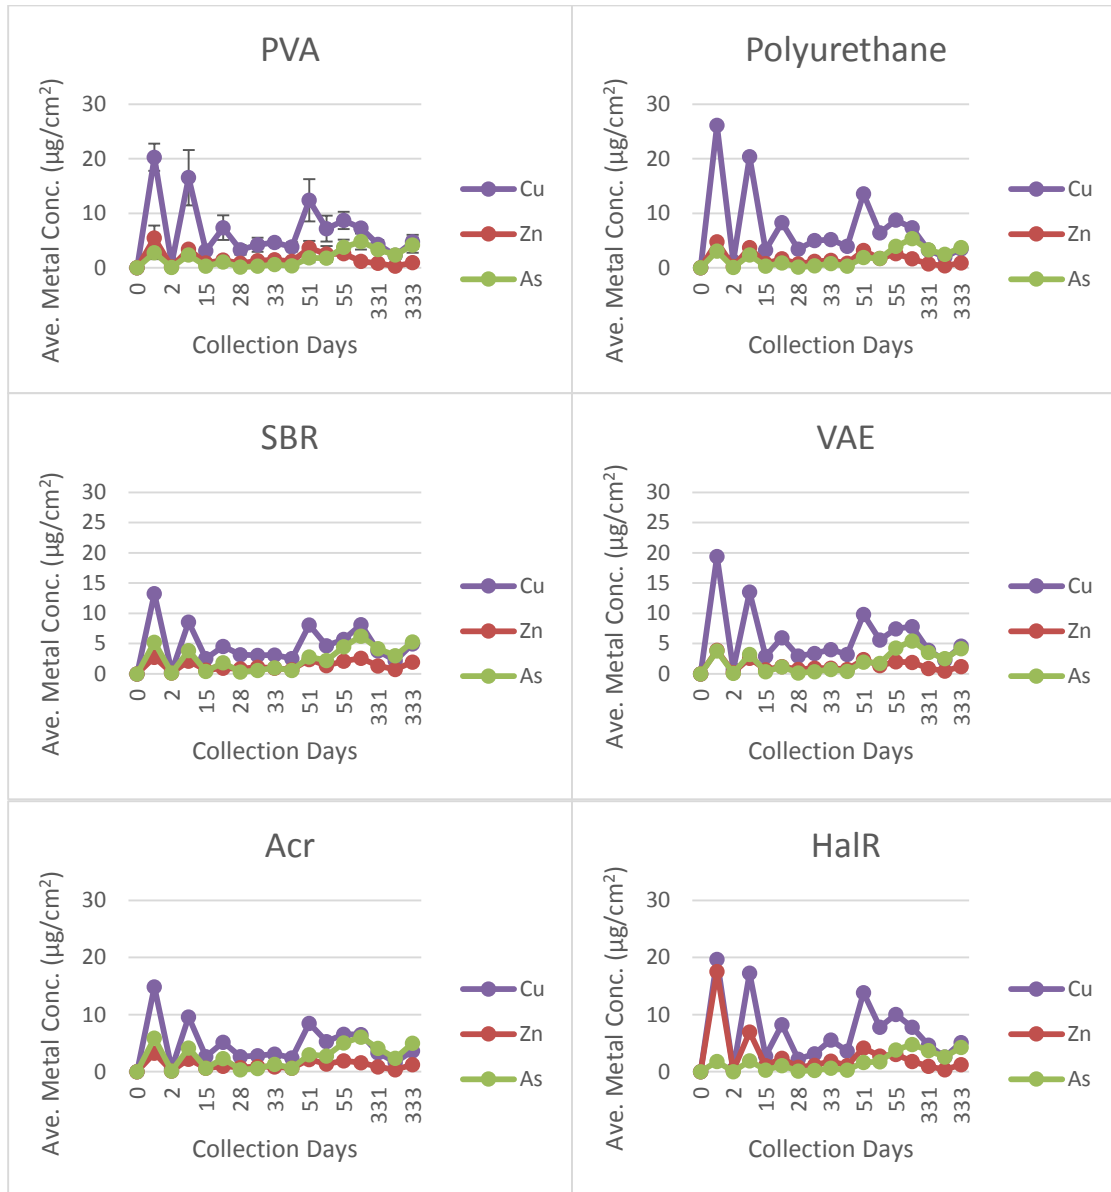 PVA
Ave. Metal Conc. (µg/cm²)
30
20
10
0
0 2 15 28 33 51 55 331 333
Collection Days
Cu
Zn
As
Polyurethane
Ave. Metal Conc. (µg/cm²)
30
20
10
0
0 2 15 28 33 51 55 331 333
Collection Days
Cu
Zn
As
SBR
Ave. Metal Conc. (µg/cm²)
30
25
20
15
10
5
0
0 2 15 28 33 51 55 331 333
Collection Days
Cu
Zn
As
VAE
Ave. Metal Conc. (µg/cm²)
30
25
20
15
10
5
0
0 2 15 28 33 51 55 331 333
Collection Days
Cu
Zn
As
Acr
Ave. Metal Conc. (µg/cm²)
30
20
10
0
0 2 15 28 33 51 55 331 333
Collection Days
Cu
Zn
As
HalR
Ave. Metal Conc. (µg/cm²)
30
20
10
0
0 2 15 28 33 51 55 331 333
Collection Days
Cu
Zn
As